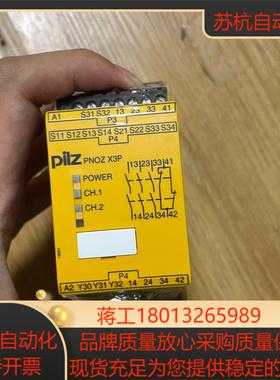 苏杭自动化
A1 S31 S32 13 23 33 41
P3
S11 S12 S13 S14 S21 S22 S33 S34
P4
pilz
PNOZ X3P
13 23 33 41
POWER
CH.1
CH.2
14 24 34 42
P4
A2 Y30 Y31 Y32 14 24 34 42
自动化 蒋工18013265989
开票 品牌质量放心采购质量保
现货充足为您提供稳定的